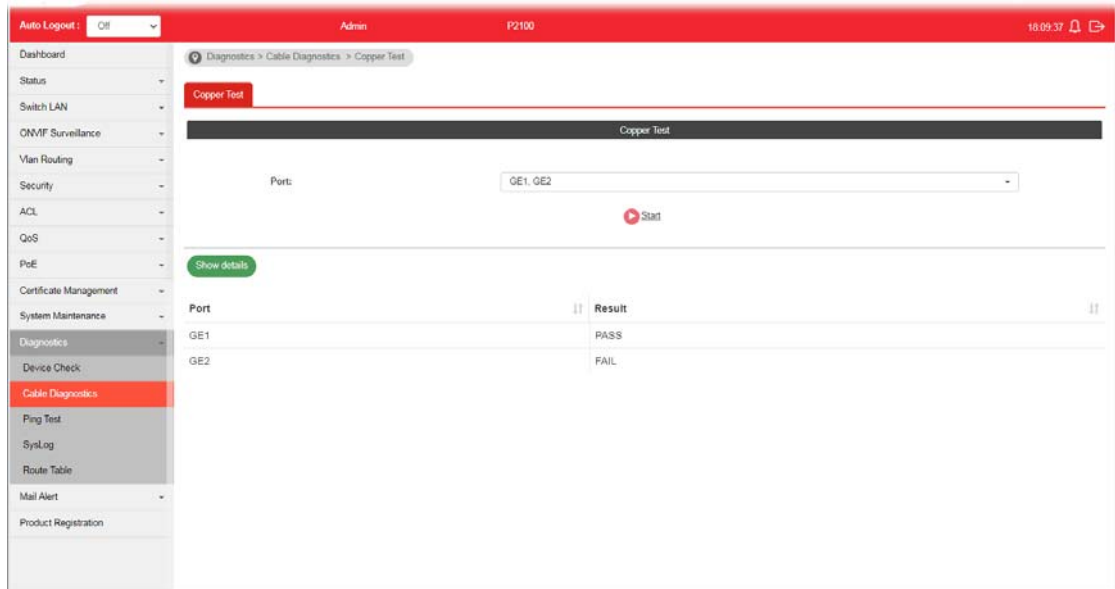 Auto Logout : Off Admin P2100 18:09:37
Dashboard
Status
Switch LAN
ONVIF Surveillance
Vlan Routing
Security
ACL
QoS
PoE
Certificate Management
System Maintenance
Diagnostics
Device Check
Cable Diagnostics
Ping Test
SysLog
Route Table
Mail Alert
Product Registration
Diagnostics > Cable Diagnostics > Copper Test
Copper Test
Copper Test
Port: GE1, GE2
Start
Show details
Port Result
GE1 PASS
GE2 FAIL